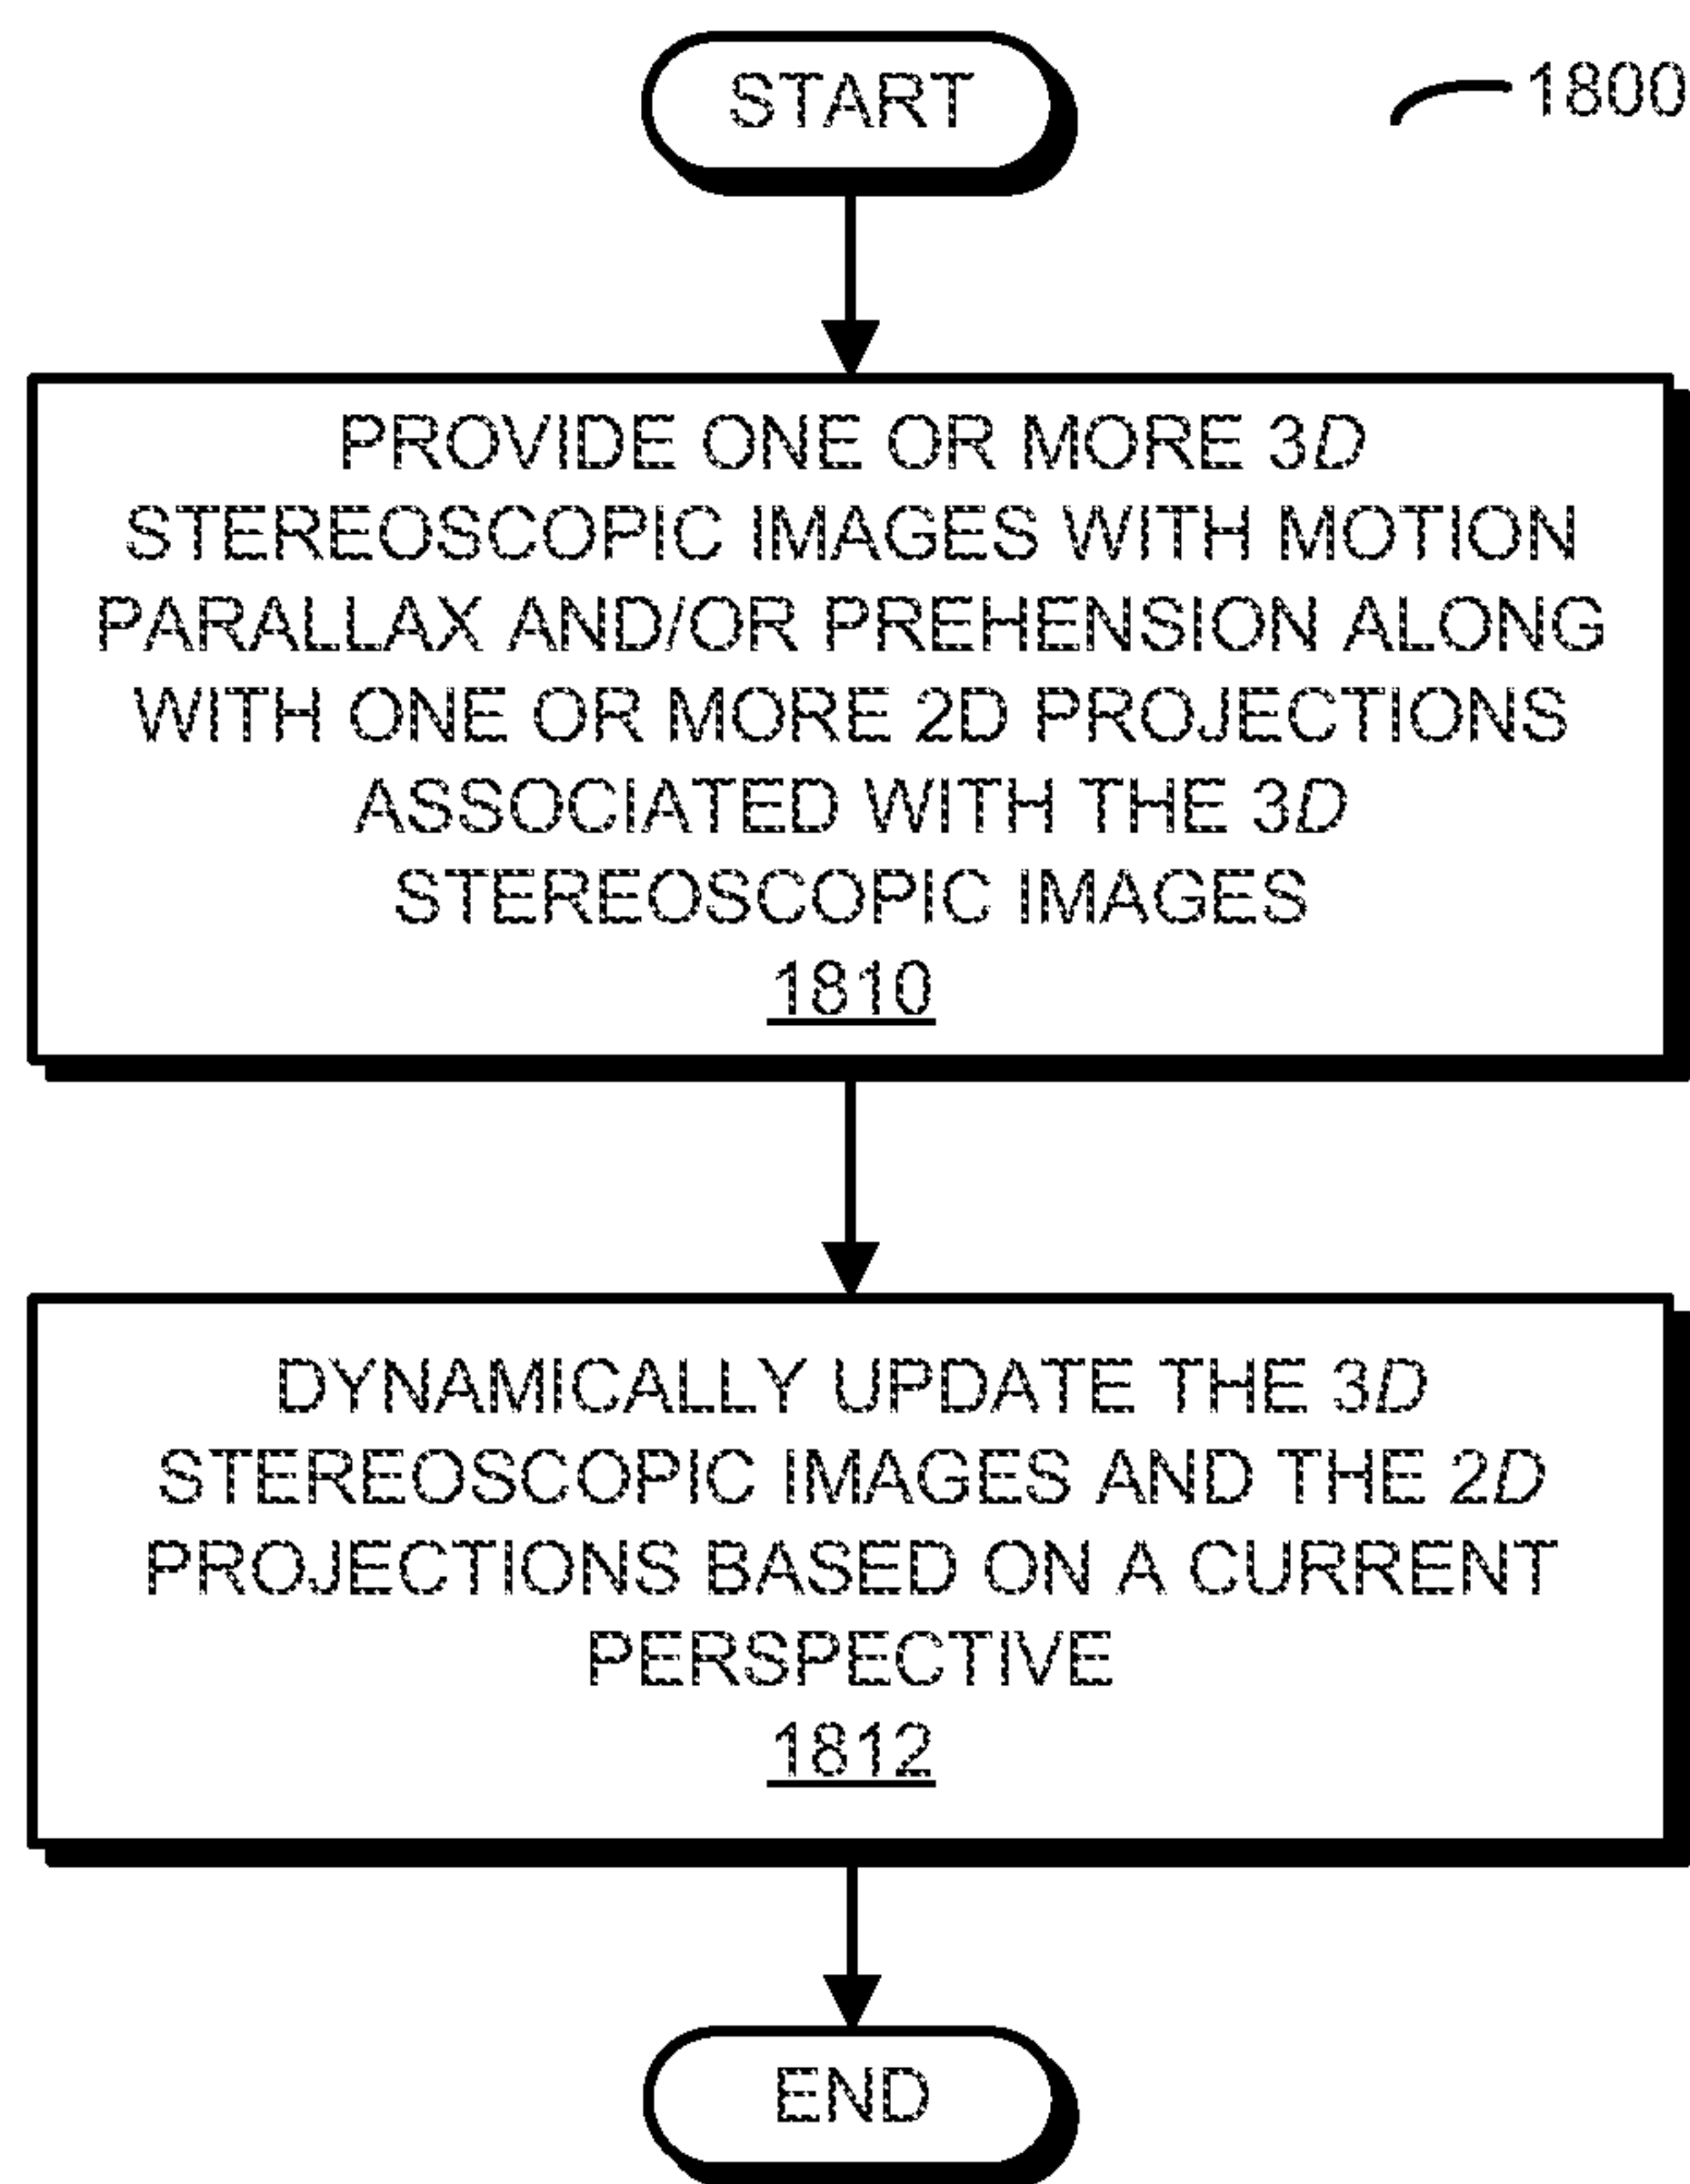 START
1800
PROVIDE ONE OR MORE 3D
STEREOSCOPIC IMAGES WITH MOTION
PARALLAX AND/OR PREHENSION ALONG
WITH ONE OR MORE 2D PROJECTIONS
ASSOCIATED WITH THE 3D
STEREOSCOPIC IMAGES
1810
DYNAMICALLY UPDATE THE 3D
STEREOSCOPIC IMAGES AND THE 2D
PROJECTIONS BASED ON A CURRENT
PERSPECTIVE
1812
END